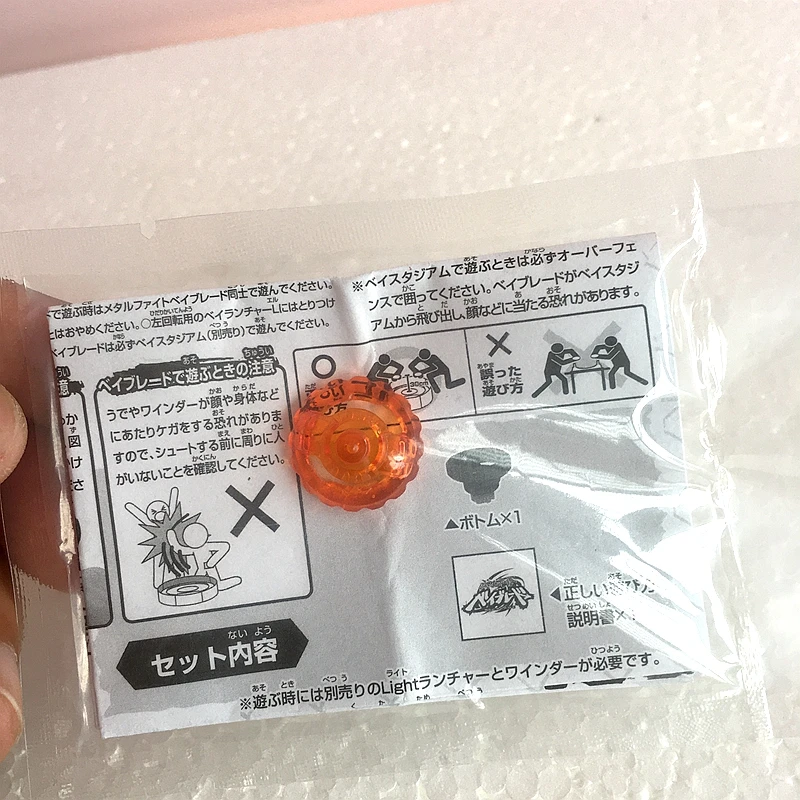 で遊ぶ時はメタルファイトベイブレード同士で遊んでください。
はおやめください。○左回転用のベイランチャーLにはとりつけ
ベイブレードは必ずベイスタジアム(別売り)で遊んでください。
※ベイスタジアムで遊ぶときは必ずオーバーフェ
ンスで囲ってください。ベイブレードがベイスタジ
アムから飛び出し、顔などに当たる恐れがあります。
ベイブレードで遊ぶときの注意
うでやワインダーが顔や身体など
にあたりケガをする恐れがありま
すので、シュートする前に周りに人
がいないことを確認してください。
い方
誤った
遊び方
▲ボトム×1
◀正しい遊び方
説明書×1
ベイブレード
セット内容
※遊ぶ時には別売りのLightランチャーとワインダーが必要です。